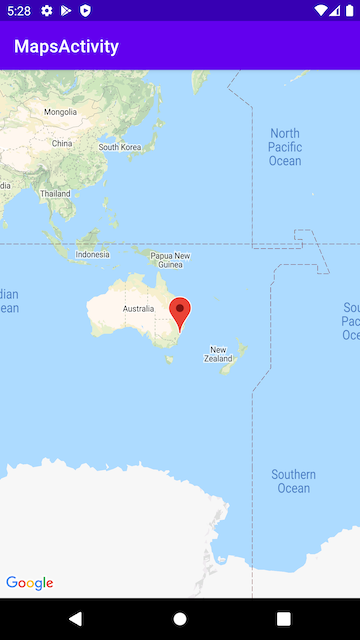 5:28
MapsActivity
Mongolia
China
South Korea
North
Pacific
Ocean
dia
Thailand
Indonesia
Papua New
Guinea
dian
ean
Australia
New
Zealand
Sou
Pac
Oce
Southern
Ocean
Google